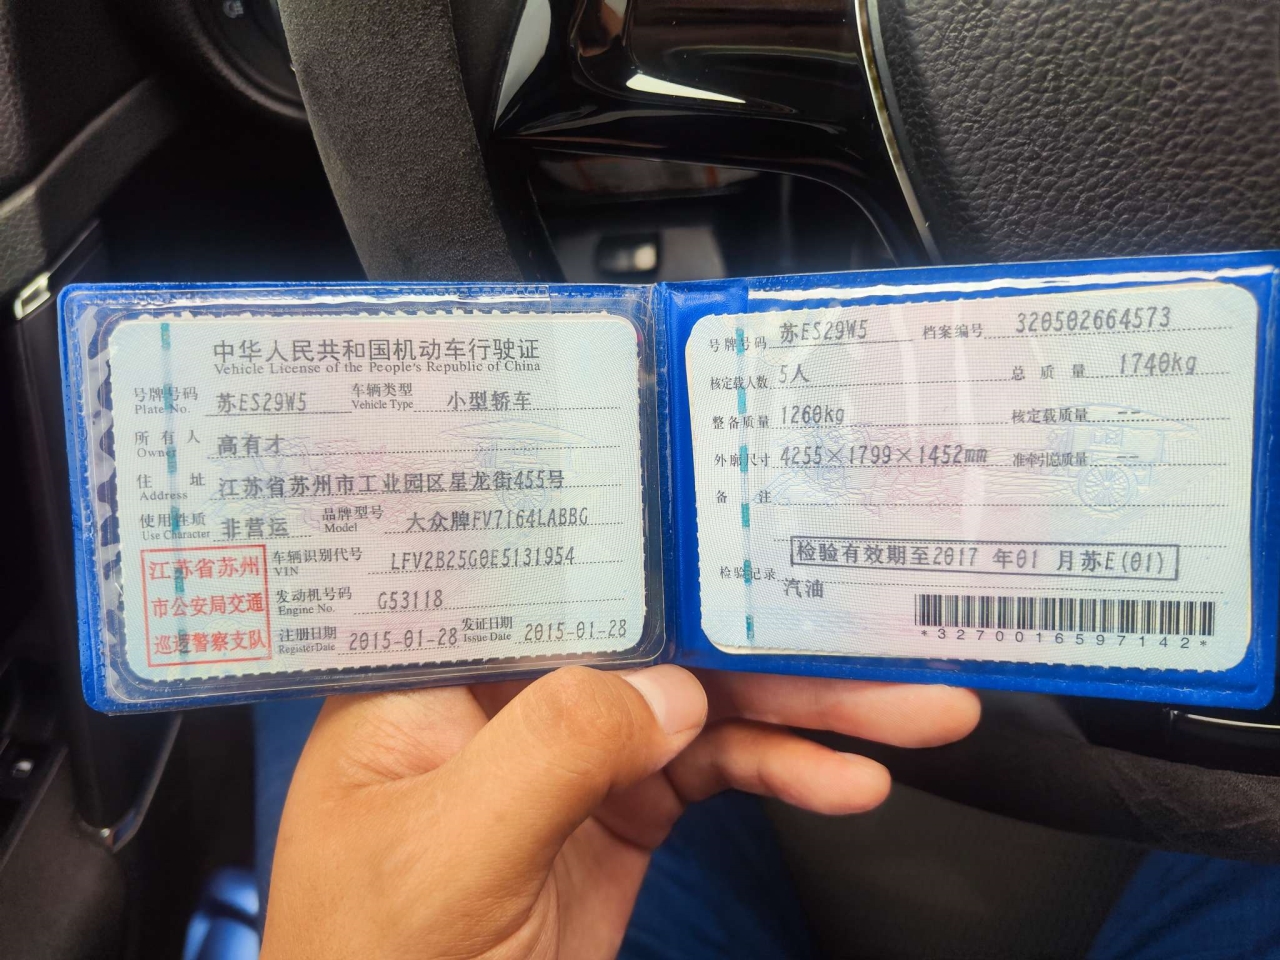 中华人民共和国机动车行驶证
Vehicle License of the People's Republic of China
号牌号码 苏ES29W5 车辆类型 小型轿车
Plate No. Vehicle Type
所有人 高有才
Owner
住址 江苏省苏州市工业园区星龙街455号
Address
使用性质 非营运 品牌型号 大众牌FV7164LABBG
Use Character Model
江苏省苏州
市公安局交通
巡逻警察支队
车辆识别代号 LFV2B25G0E5131954
VIN
发动机号码 G53118
Engine No.
注册日期 2015-01-28 发证日期 2015-01-28
Register Date Issue Date
号牌号码 苏ES29W5 档案编号 320502664573
核定载人数 5人 总质量 1740kg
整备质量 1260kg 核定载质量 --
外廓尺寸 4255×1799×1452mm 准牵引总质量 --
备注
检验有效期至2017 年01 月苏E(01)
检验记录 汽油
*3270016597142*